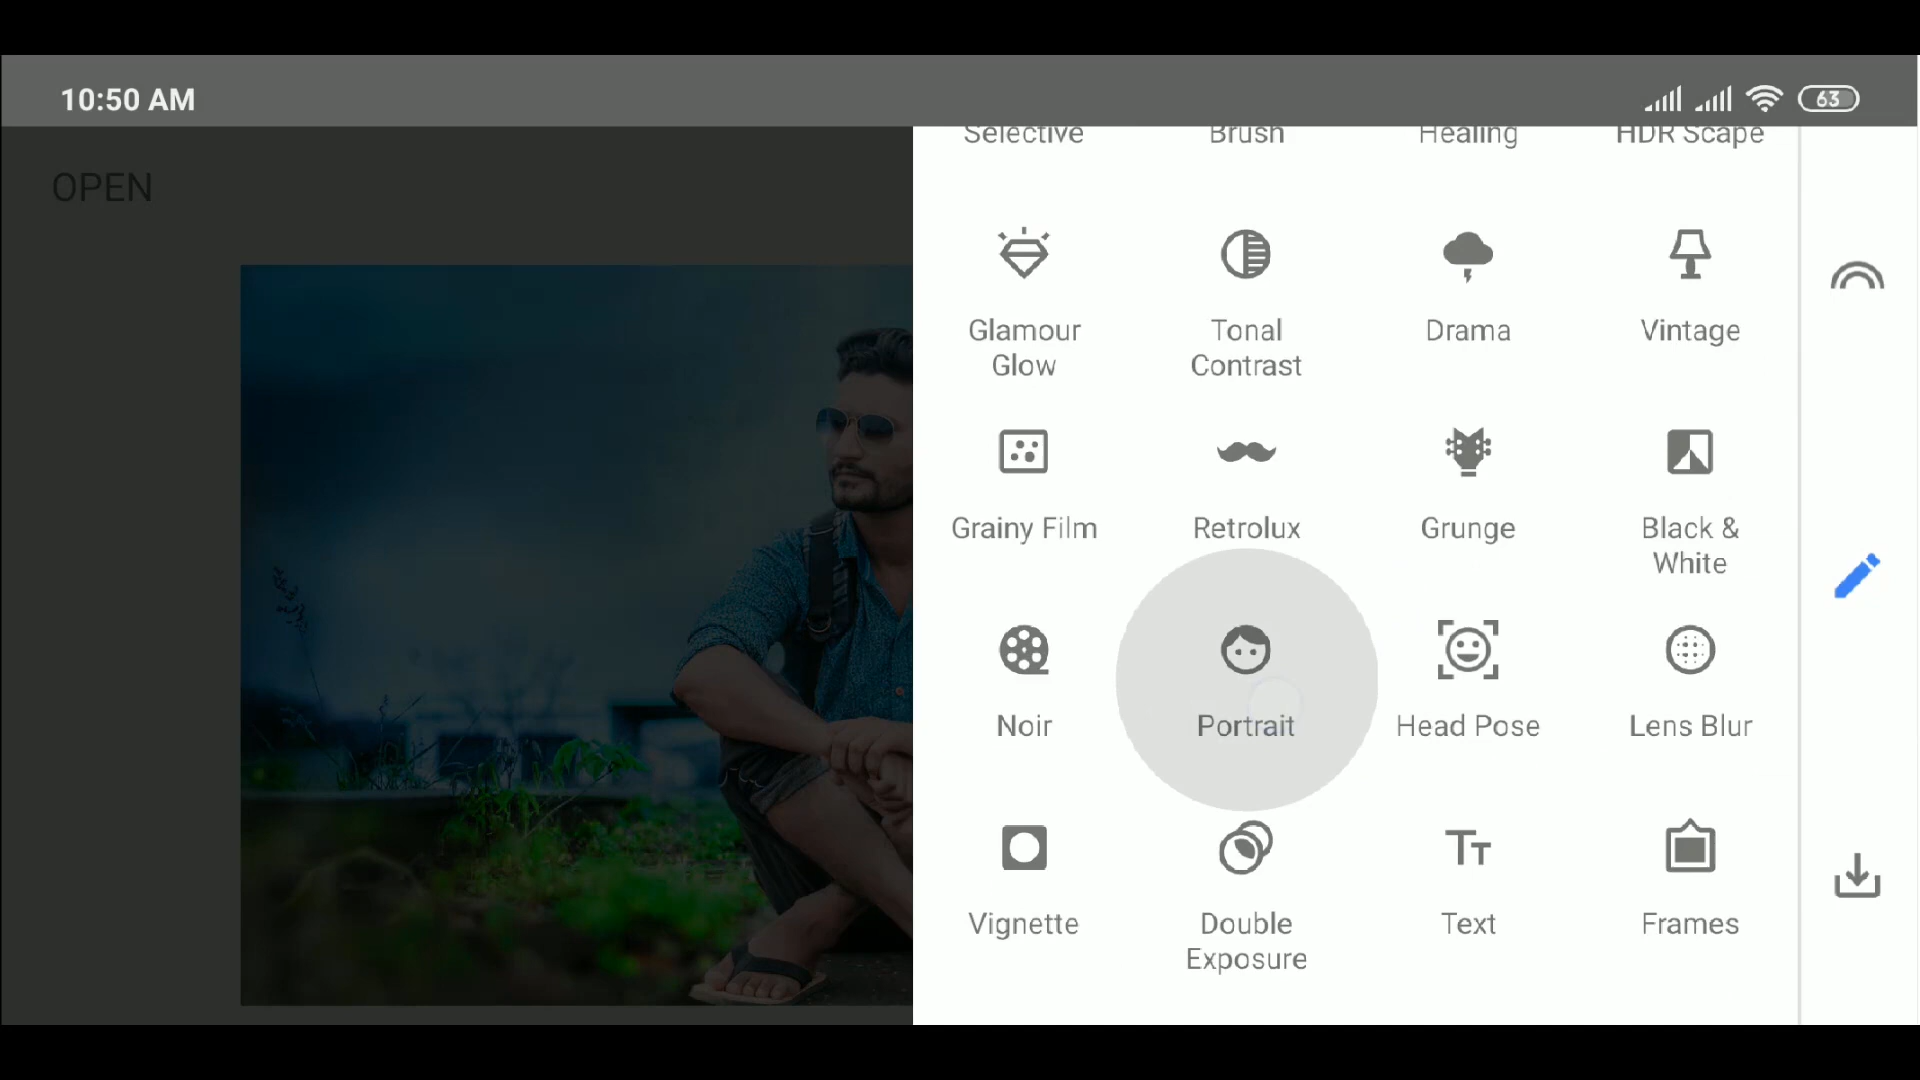 10:50 AM
63
OPEN
Selective Brush Healing HDR Scape
Glamour Glow
Tonal Contrast
Drama
Vintage
Grainy Film
Retrolux
Grunge
Black & White
Noir
Portrait
Head Pose
Lens Blur
Vignette
Double Exposure
Text
Frames